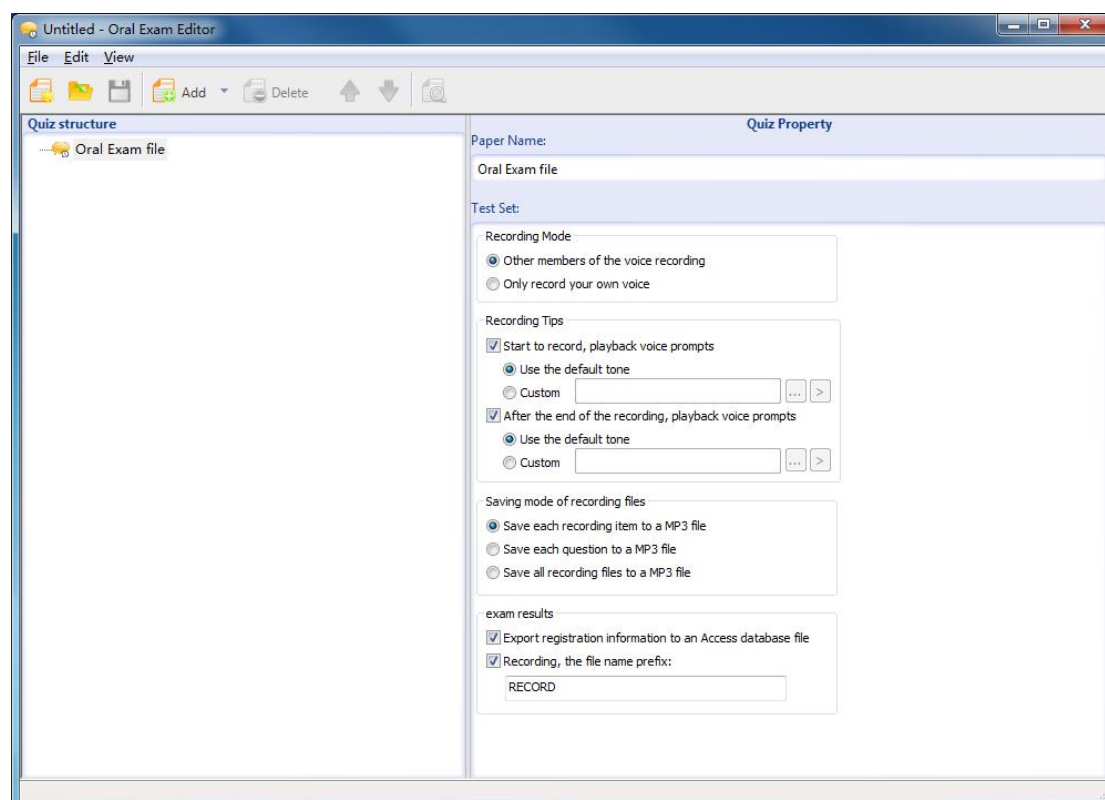 Untitled - Oral Exam Editor
File Edit View
Add Delete
Quiz structure
Oral Exam file
Quiz Property
Paper Name:
Oral Exam file
Test Set:
Recording Mode
Other members of the voice recording
Only record your own voice
Recording Tips
Start to record, playback voice prompts
Use the default tone
Custom ... >
After the end of the recording, playback voice prompts
Use the default tone
Custom ... >
Saving mode of recording files
Save each recording item to a MP3 file
Save each question to a MP3 file
Save all recording files to a MP3 file
exam results
Export registration information to an Access database file
Recording, the file name prefix:
RECORD